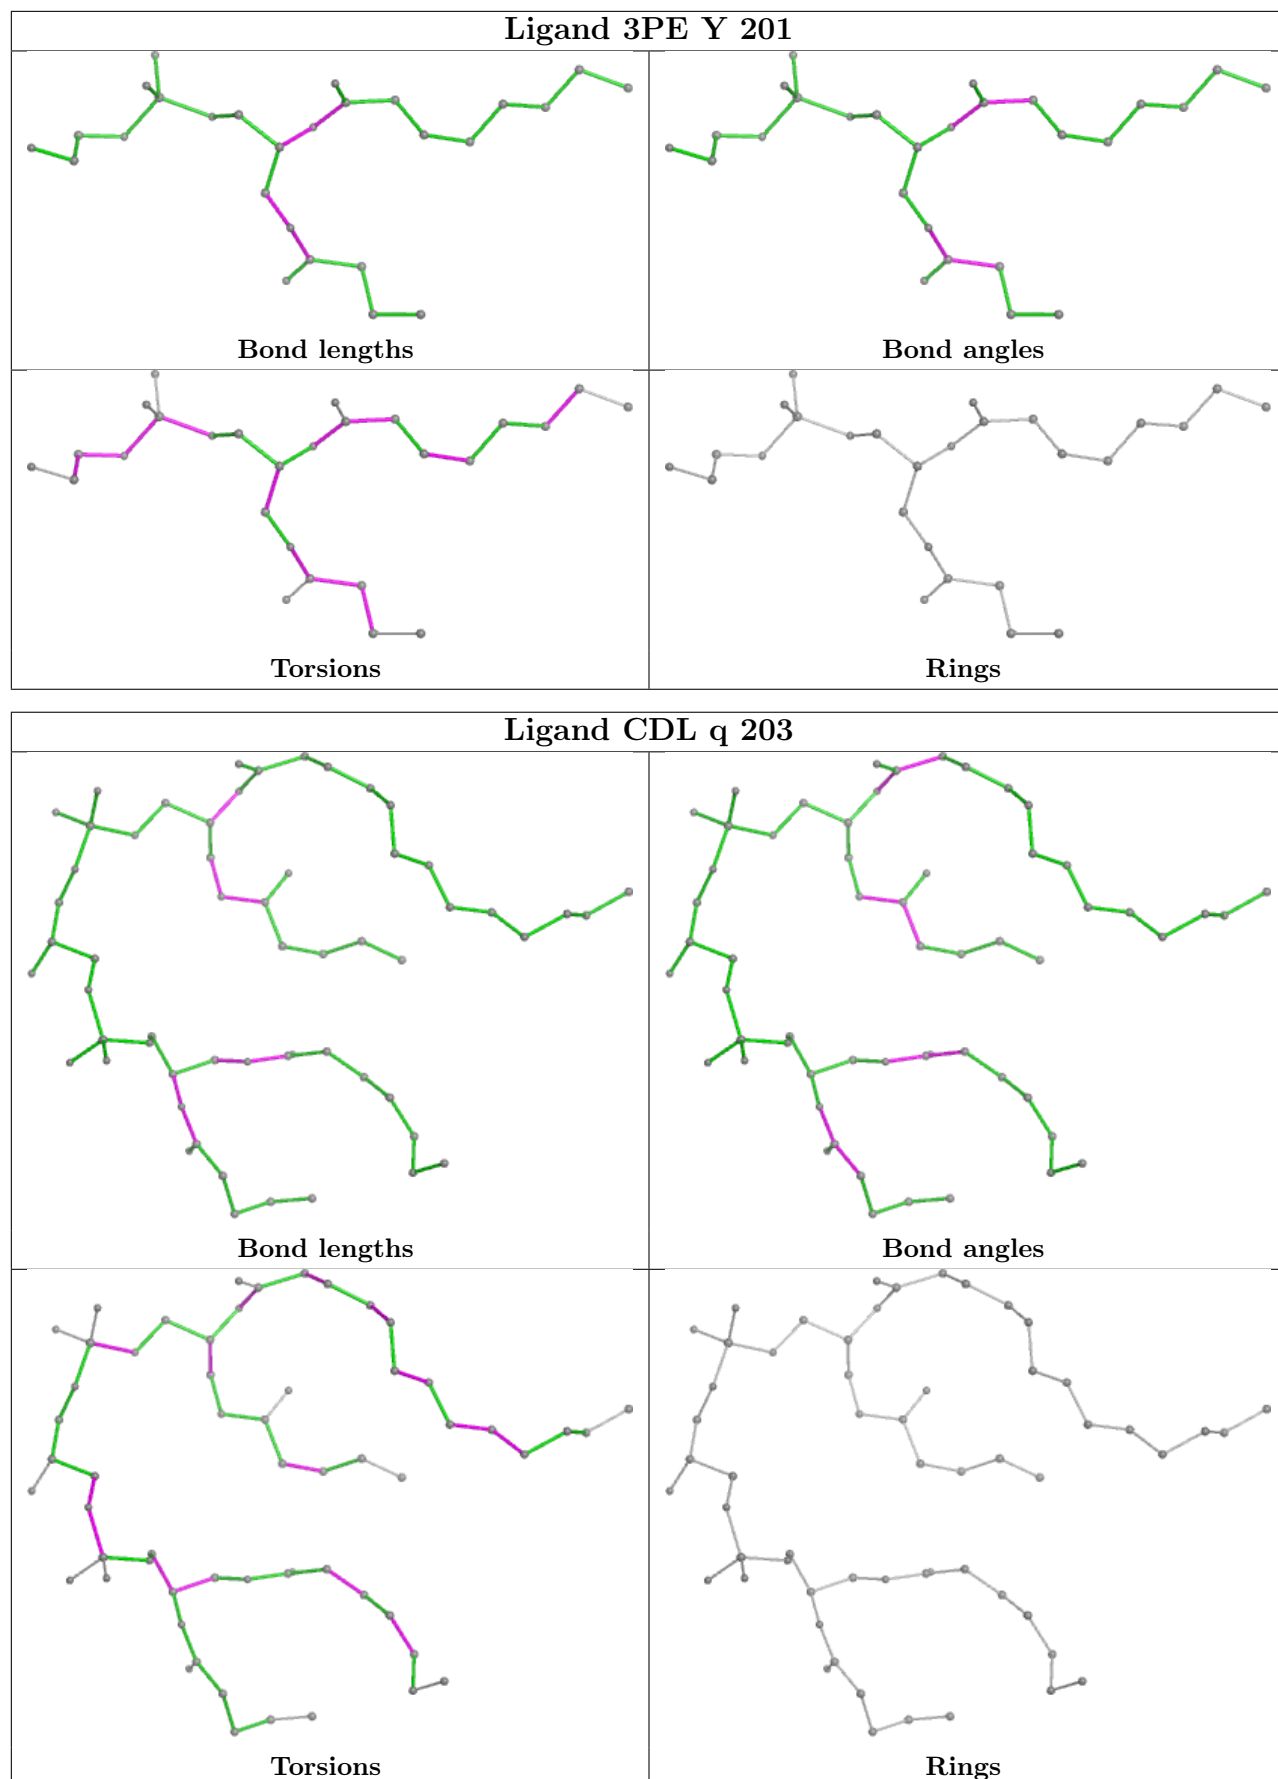 Ligand 3PE Y 201
Bond lengths
Bond angles
Torsions
Rings
Ligand CDL q 203
Bond lengths
Bond angles
Torsions
Rings